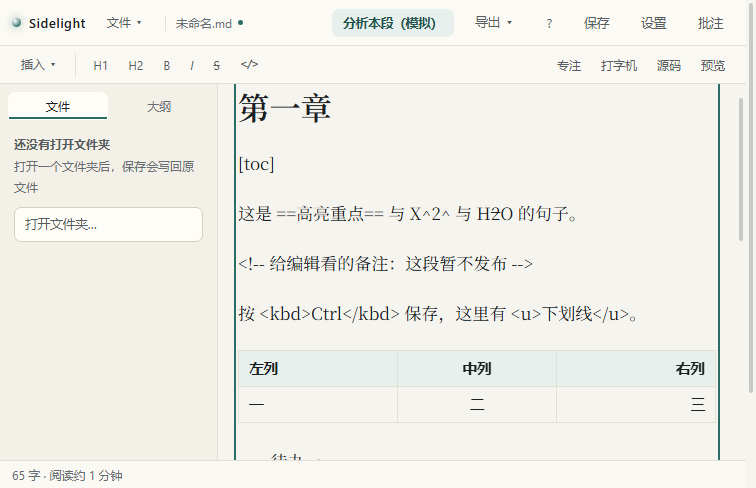 Sidelight 文件 ▾ 未命名.md ● 分析本段（模拟） 导出 ▾ ? 保存 设置 批注
插入 ▾ H1 H2 B I S </> 专注 打字机 源码 预览
文件 大纲
还没有打开文件夹
打开一个文件夹后，保存会写回原
文件
打开文件夹...
第一章
[toc]
这是 ==高亮重点== 与 X^2^ 与 H2O 的句子。
<!-- 给编辑看的备注：这段暂不发布 -->
按 <kbd>Ctrl</kbd> 保存，这里有 <u>下划线</u>。
左列 中列 右列
一 二 三
65 字 · 阅读约 1 分钟